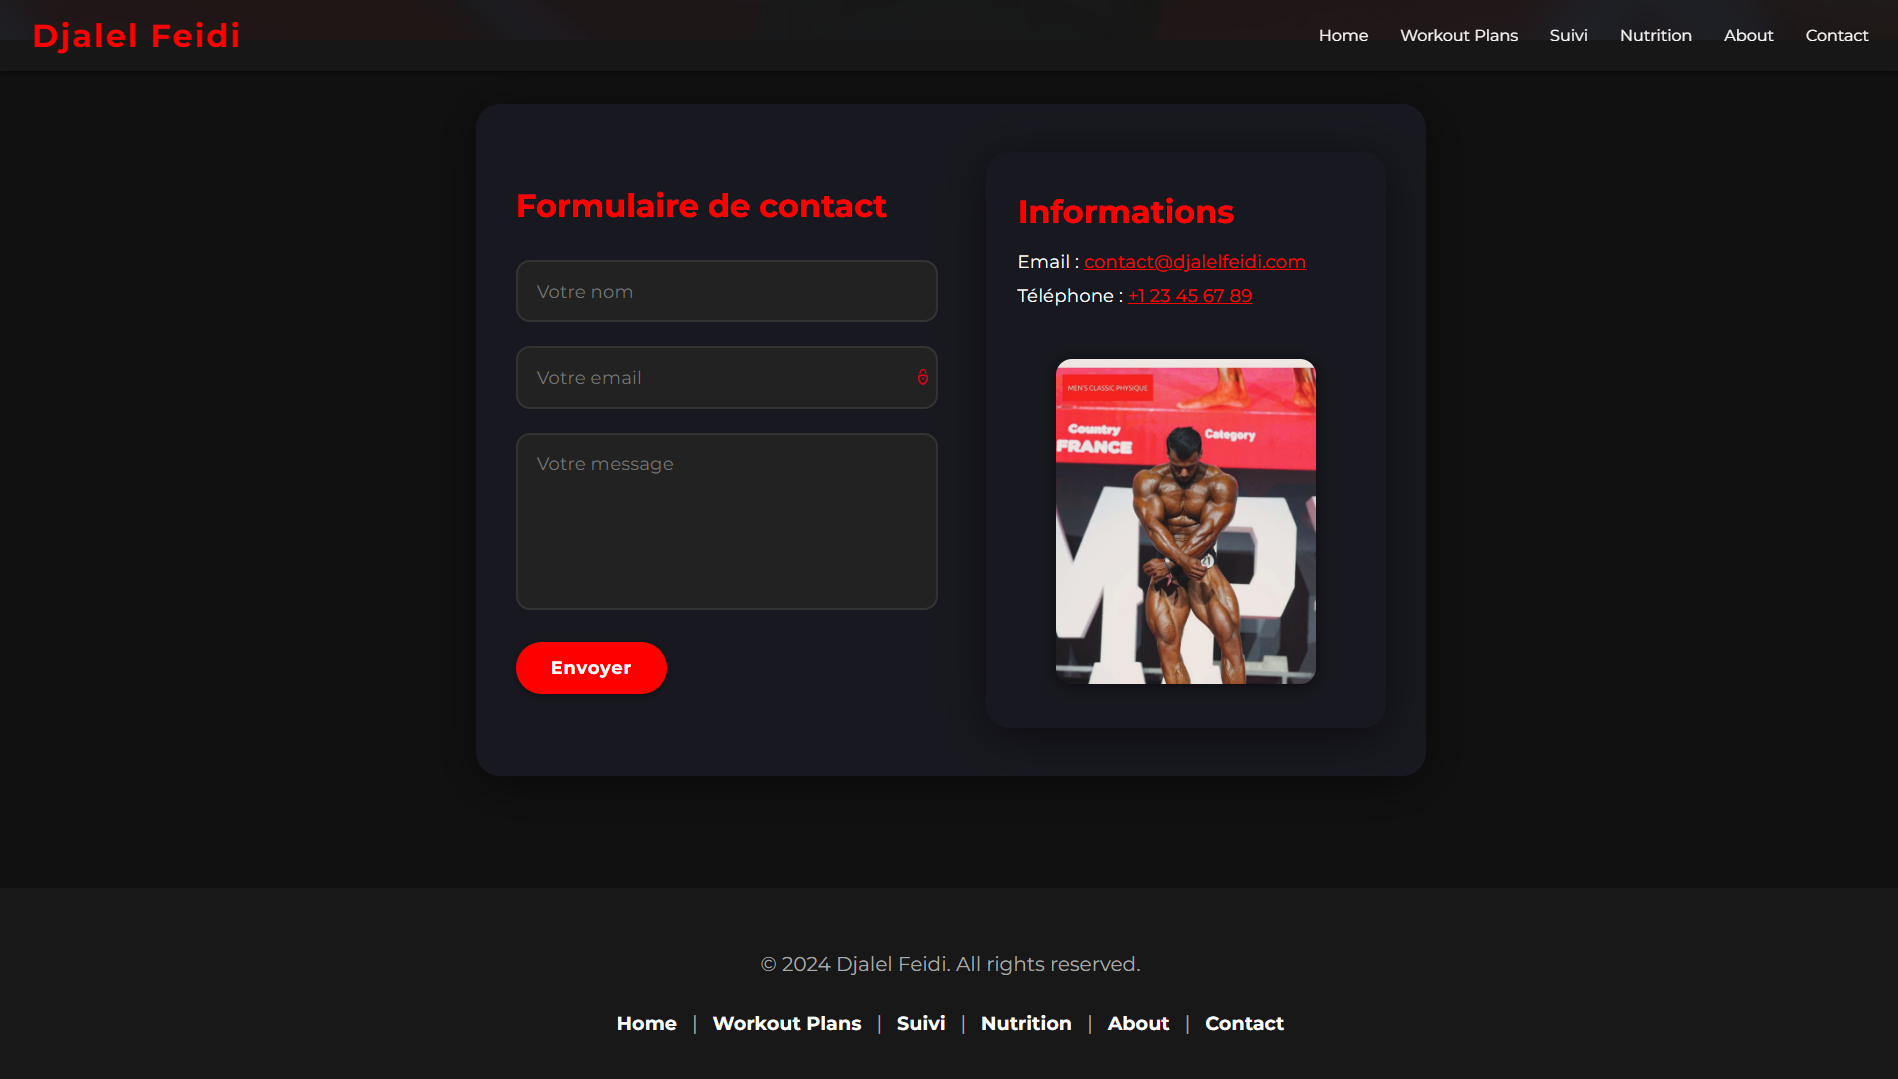 Djalel Feidi
Home Workout Plans Suivi Nutrition About Contact
Formulaire de contact
Votre nom
Votre email
Votre message
Envoyer
Informations
Email : contact@djalelfeidi.com
Téléphone : +1 23 45 67 89
MEN'S CLASSIC PHYSIQUE
Country
FRANCE
Category
© 2024 Djalel Feidi. All rights reserved.
Home | Workout Plans | Suivi | Nutrition | About | Contact